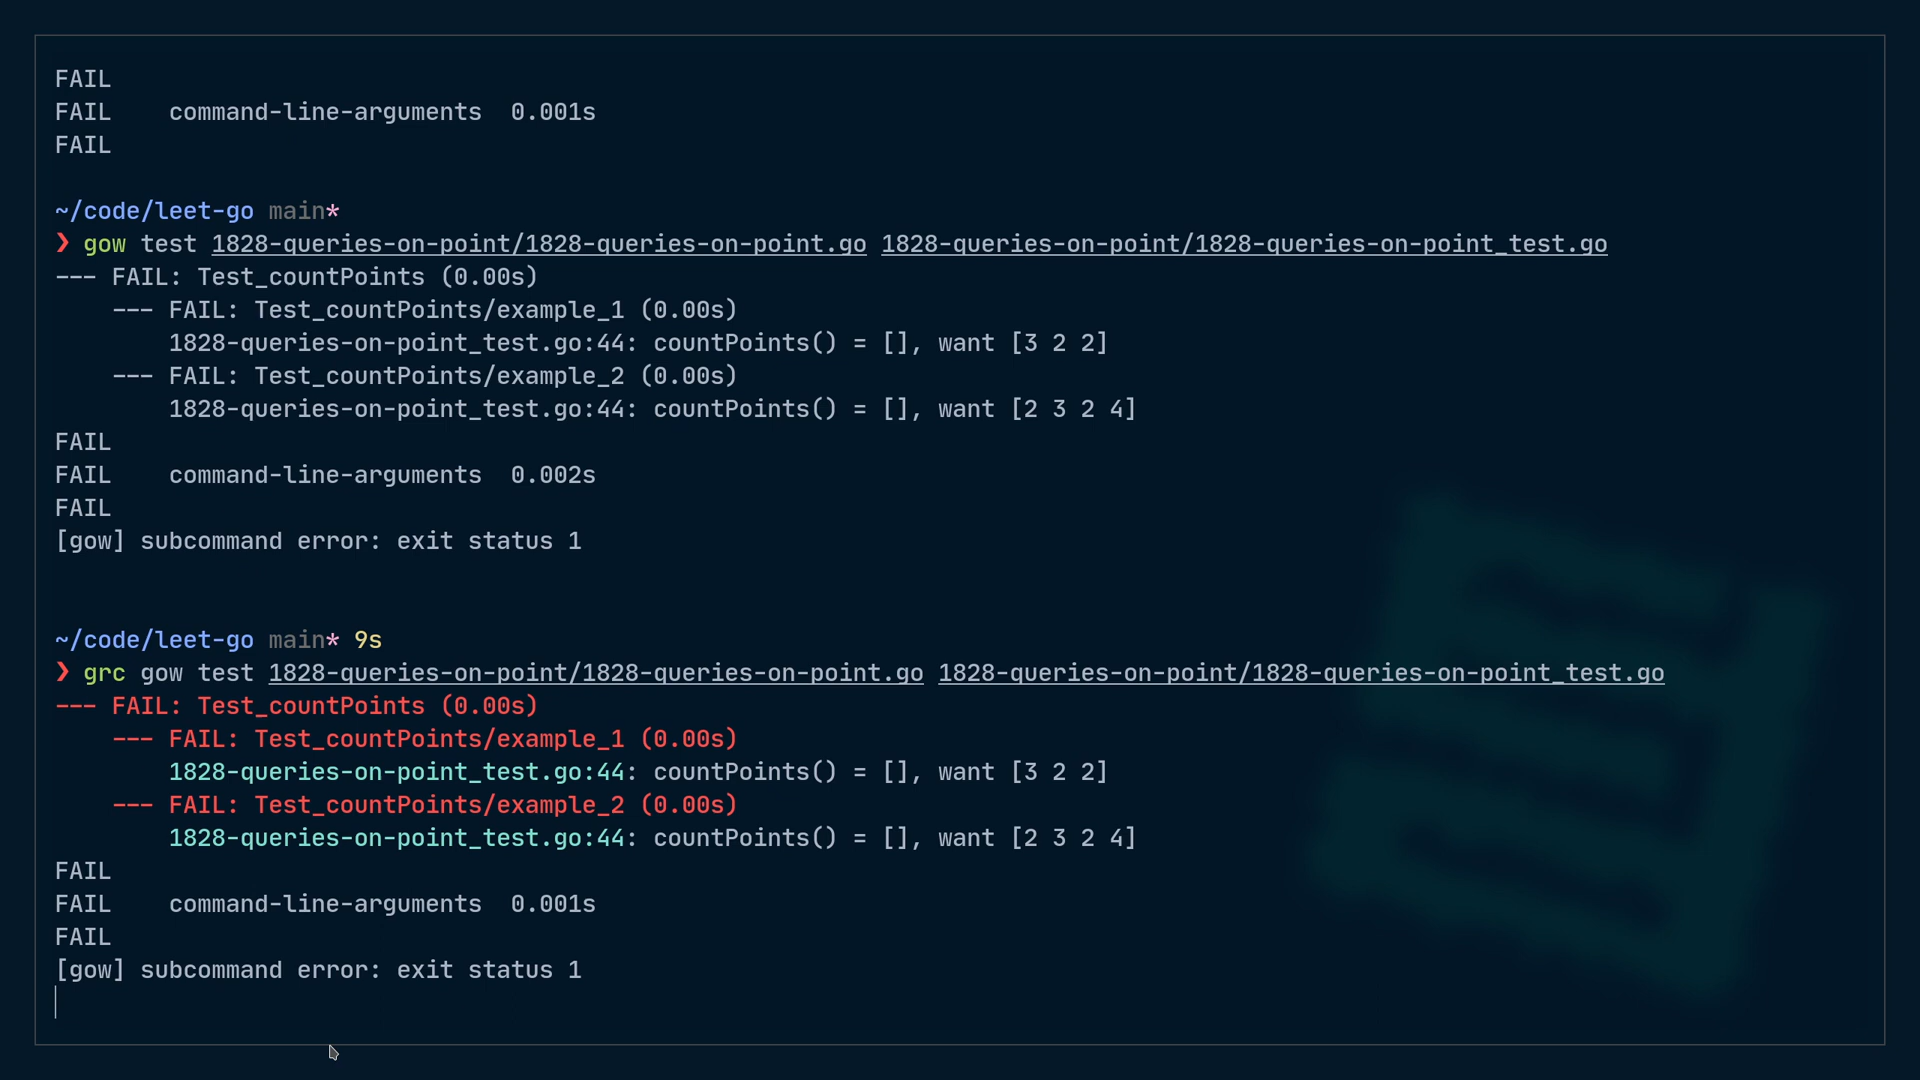 FAIL
FAIL    command-line-arguments  0.001s
FAIL
~/code/leet-go main*
❯ gow test 1828-queries-on-point/1828-queries-on-point.go 1828-queries-on-point/1828-queries-on-point_test.go
--- FAIL: Test_countPoints (0.00s)
    --- FAIL: Test_countPoints/example_1 (0.00s)
        1828-queries-on-point_test.go:44: countPoints() = [], want [3 2 2]
    --- FAIL: Test_countPoints/example_2 (0.00s)
        1828-queries-on-point_test.go:44: countPoints() = [], want [2 3 2 4]
FAIL
FAIL    command-line-arguments  0.002s
FAIL
[gow] subcommand error: exit status 1
~/code/leet-go main* 9s
❯ grc gow test 1828-queries-on-point/1828-queries-on-point.go 1828-queries-on-point/1828-queries-on-point_test.go
--- FAIL: Test_countPoints (0.00s)
    --- FAIL: Test_countPoints/example_1 (0.00s)
        1828-queries-on-point_test.go:44: countPoints() = [], want [3 2 2]
    --- FAIL: Test_countPoints/example_2 (0.00s)
        1828-queries-on-point_test.go:44: countPoints() = [], want [2 3 2 4]
FAIL
FAIL    command-line-arguments  0.001s
FAIL
[gow] subcommand error: exit status 1